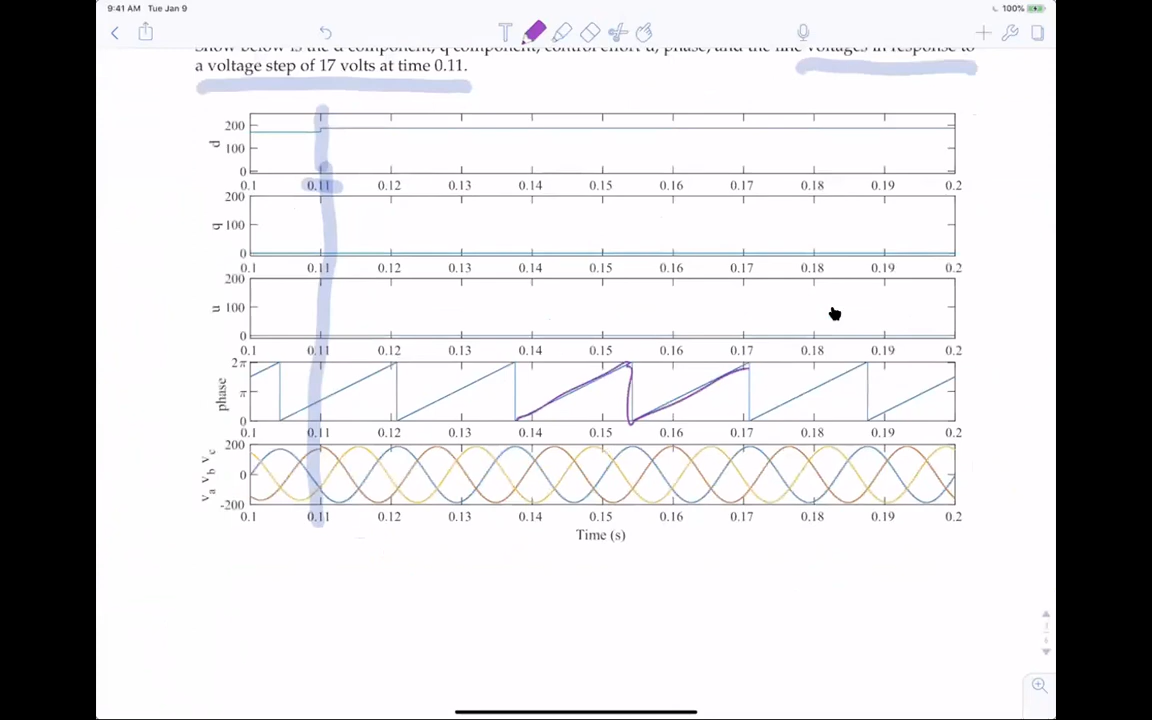 9:41 AM Tue Jan 9
100%
Show below is the d component, q component, control effort u, phase, and the line voltages in response to
a voltage step of 17 volts at time 0.11.
200
d 100
0
0.1 0.11 0.12 0.13 0.14 0.15 0.16 0.17 0.18 0.19 0.2
200
q 100
0
0.1 0.11 0.12 0.13 0.14 0.15 0.16 0.17 0.18 0.19 0.2
200
u 100
0
0.1 0.11 0.12 0.13 0.14 0.15 0.16 0.17 0.18 0.19 0.2
2π
phase π
0
0.1 0.11 0.12 0.13 0.14 0.15 0.16 0.17 0.18 0.19 0.2
200
va vb vc 0
-200
0.1 0.11 0.12 0.13 0.14 0.15 0.16 0.17 0.18 0.19 0.2
Time (s)